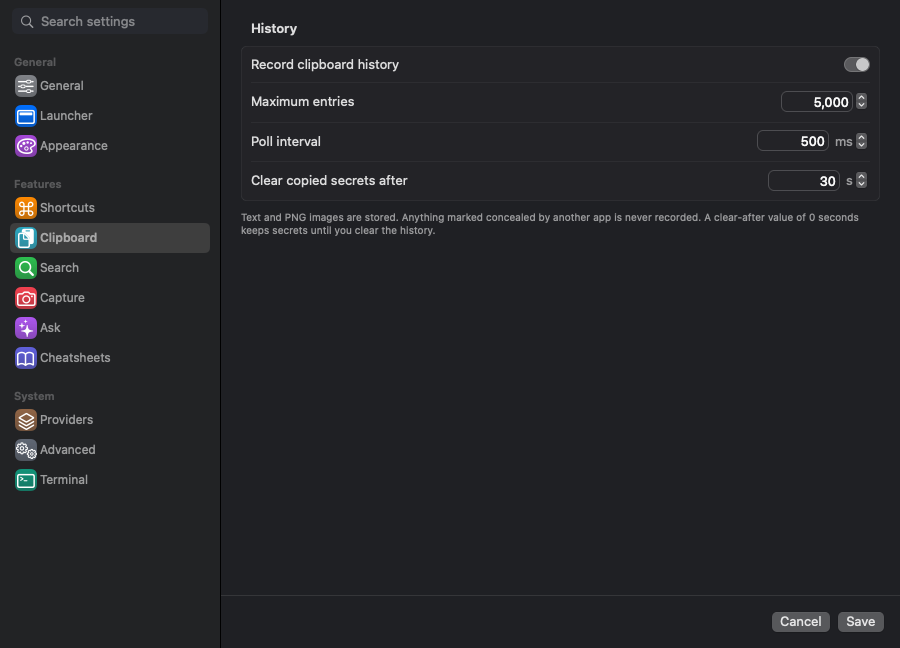 Search settings
General
General
Launcher
Appearance
Features
Shortcuts
Clipboard
Search
Capture
Ask
Cheatsheets
System
Providers
Advanced
Terminal
History
Record clipboard history
Maximum entries 5,000
Poll interval 500 ms
Clear copied secrets after 30 s
Text and PNG images are stored. Anything marked concealed by another app is never recorded. A clear-after value of 0 seconds
keeps secrets until you clear the history.
Cancel Save